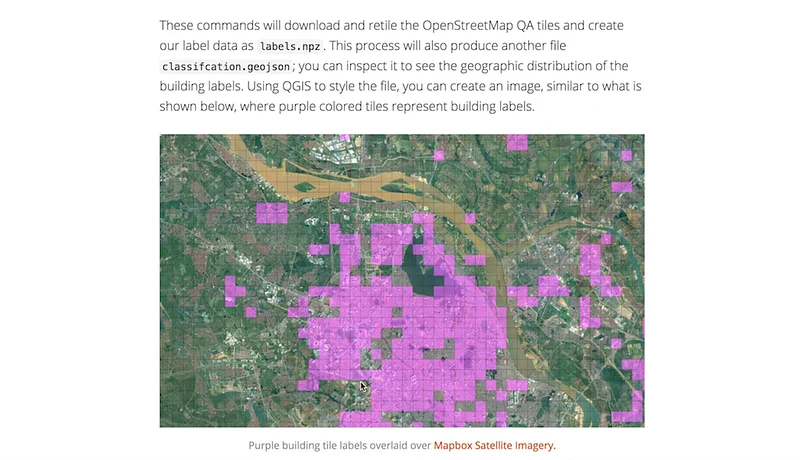 These commands will download and retile the OpenStreetMap QA tiles and create
our label data as labels.npz. This process will also produce another file
classifcation.geojson; you can inspect it to see the geographic distribution of the
building labels. Using QGIS to style the file, you can create an image, similar to what is
shown below, where purple colored tiles represent building labels.
Purple building tile labels overlaid over Mapbox Satellite Imagery.